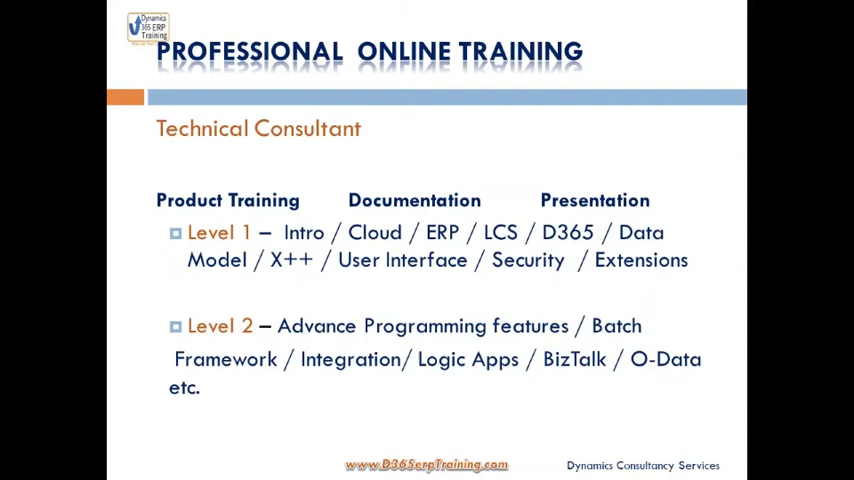 Dynamics
365 ERP
Training
PROFESSIONAL ONLINE TRAINING
Technical Consultant
Product Training Documentation Presentation
Level 1 – Intro / Cloud / ERP / LCS / D365 / Data
Model / X++ / User Interface / Security / Extensions
Level 2 – Advance Programming features / Batch
Framework / Integration/ Logic Apps / BizTalk / O-Data
etc.
www.D365erpTraining.com Dynamics Consultancy Services